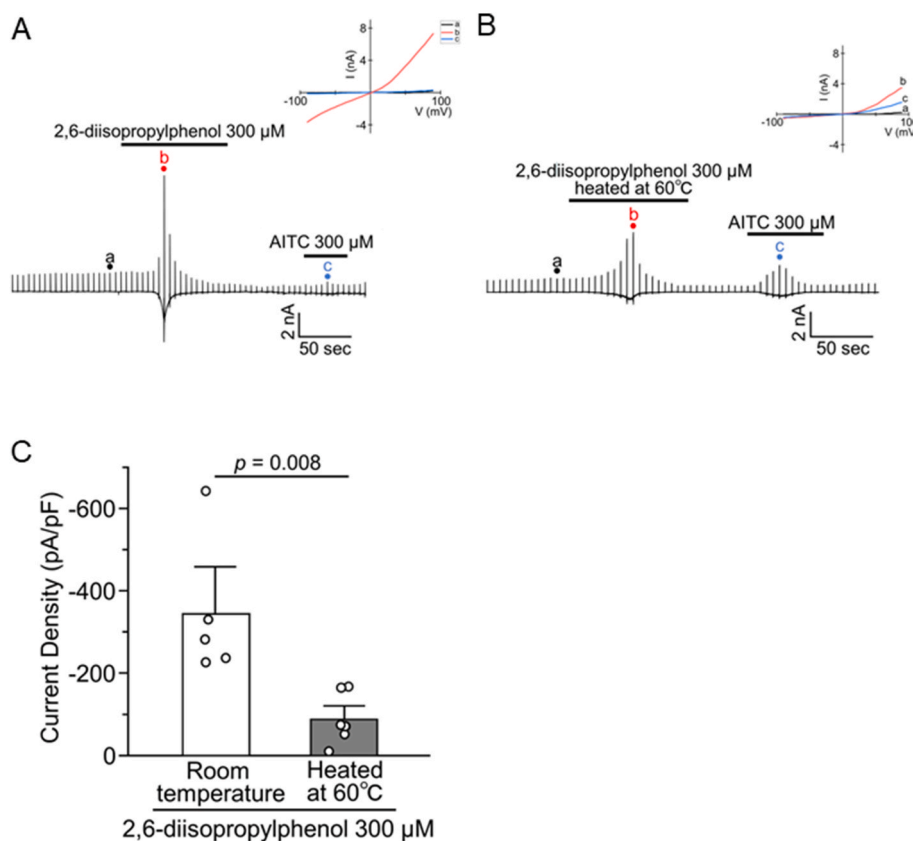 A
8
a
b
c
4
I (nA)
-100
100
V (mV)
-4
2,6-diisopropylphenol 300 µM
b
a
AITC 300 µM
c
2 nA
50 sec
B
8
4
I (nA)
b
c
a
-100
100
V (mV)
-4
2,6-diisopropylphenol 300 µM
heated at 60℃
b
a
AITC 300 µM
c
2 nA
50 sec
C
p = 0.008
Current Density (pA/pF)
-600
-400
-200
0
Room
temperature
Heated
at 60℃
2,6-diisopropylphenol 300 µM